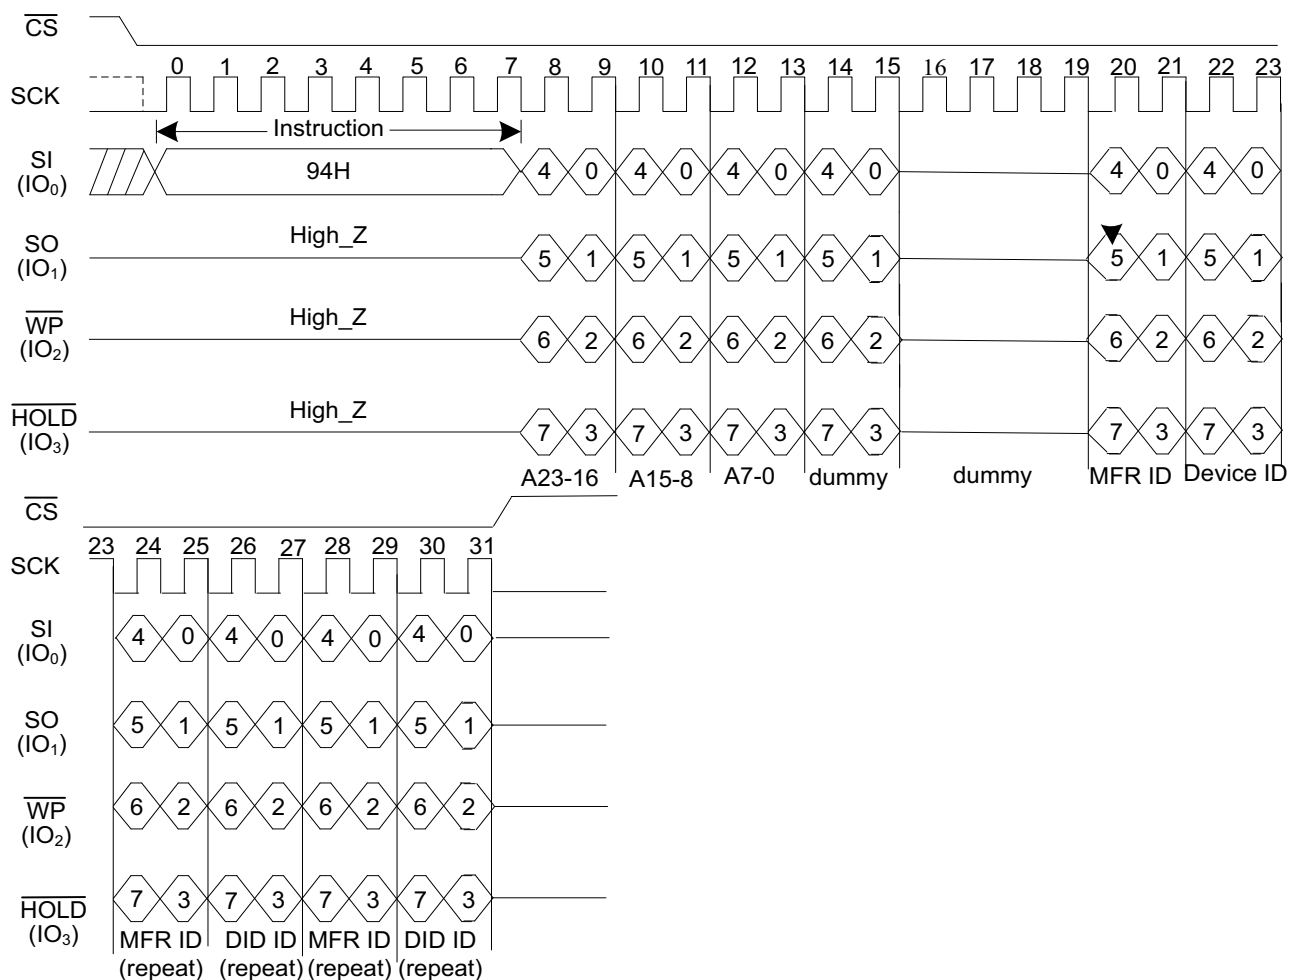 CS
0 1 2 3 4 5 6 7 8 9 10 11 12 13 14 15 16 17 18 19 20 21 22 23
SCK
Instruction
SI
(IO₀)
94H
4 0 4 0 4 0 4 0 4 0 4 0
SO
(IO₁)
High_Z
5 1 5 1 5 1 5 1 5 1 5 1
WP
(IO₂)
High_Z
6 2 6 2 6 2 6 2 6 2 6 2
HOLD
(IO₃)
High_Z
7 3 7 3 7 3 7 3 7 3 7 3
A23-16 A15-8 A7-0 dummy dummy MFR ID Device ID
CS
23 24 25 26 27 28 29 30 31
SCK
SI
(IO₀)
4 0 4 0 4 0 4 0
SO
(IO₁)
5 1 5 1 5 1 5 1
WP
(IO₂)
6 2 6 2 6 2 6 2
HOLD
(IO₃)
7 3 7 3 7 3 7 3
MFR ID DID ID MFR ID DID ID
(repeat) (repeat) (repeat) (repeat)